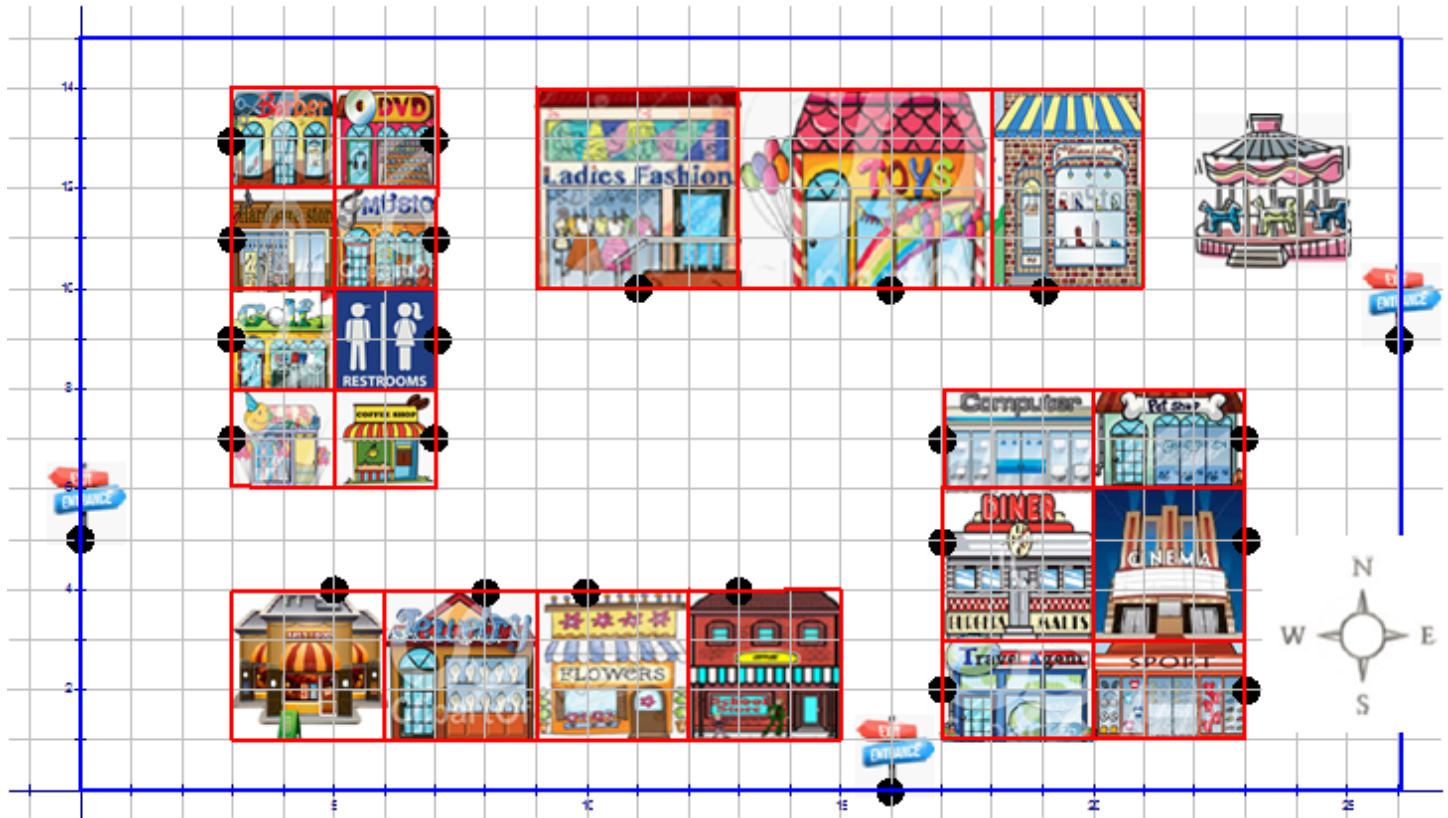 14
Barber
DVD
12
Ladies Fashion
TOYS
Music
10
EXIT
ENTRANCE
Golf
RESTROOMS
8
Computer
Pet Shop
COFFEE SHOP
EXIT
ENTRANCE
6
DINER
CINEMA
N
W
E
S
4
BURGERS
MALTS
Jewelry
FLOWERS
Travel Agent
SPORT
2
EXIT
ENTRANCE
5
10
15
20
25